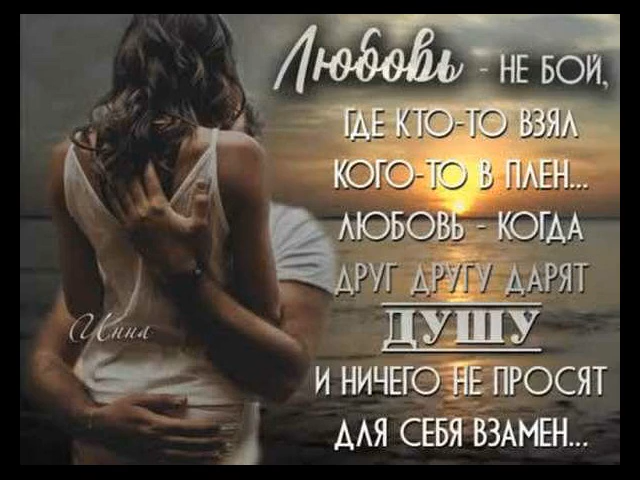 Любовь - НЕ БОЙ,
ГДЕ КТО-ТО ВЗЯЛ
КОГО-ТО В ПЛЕН...
ЛЮБОВЬ - КОГДА
ДРУГ ДРУГУ ДАРЯТ
ДУШУ
И НИЧЕГО НЕ ПРОСЯТ
ДЛЯ СЕБЯ ВЗАМЕН...
Инна